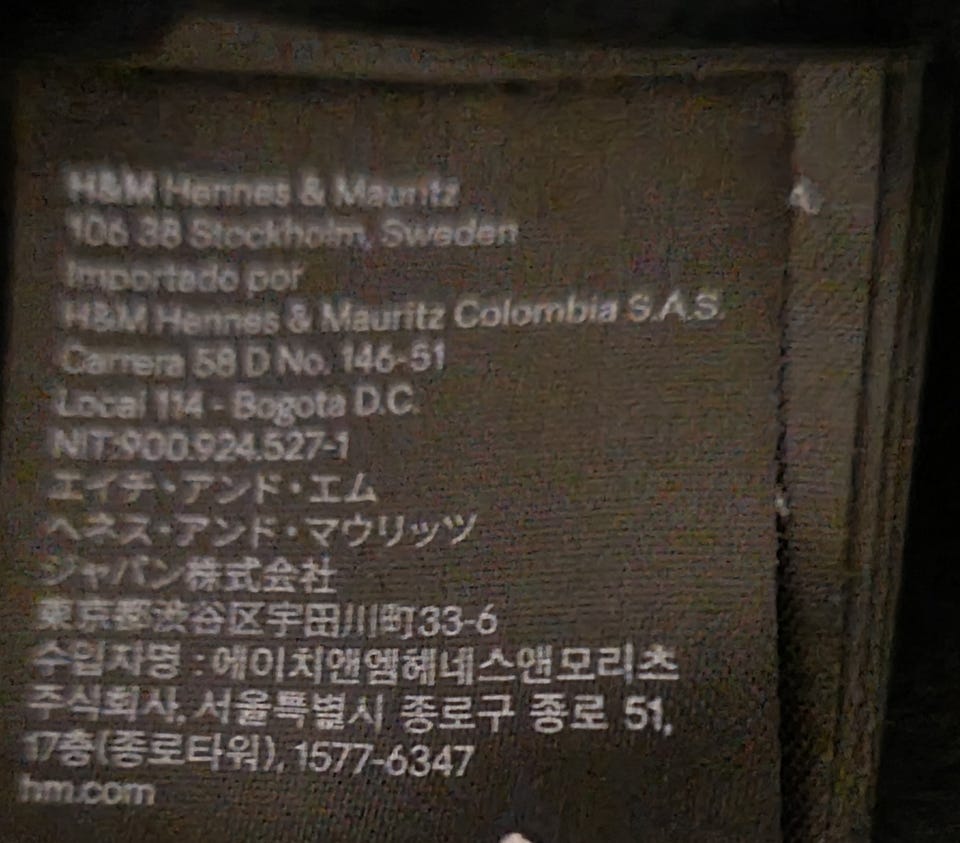 H&M Hennes & Mauritz
106 38 Stockholm, Sweden
Importado por
H&M Hennes & Mauritz Colombia S.A.S.
Carrera 58 D No. 146-51
Local 114 - Bogota D.C.
NIT:900.924.527-1
エイチ・アンド・エム
ヘネス・アンド・マウリッツ
ジャパン株式会社
東京都渋谷区宇田川町33-6
수입자명 : 에이치앤엠헤네스앤모리츠
주식회사, 서울특별시 종로구 종로 51,
17층(종로타워), 1577-6347
hm.com